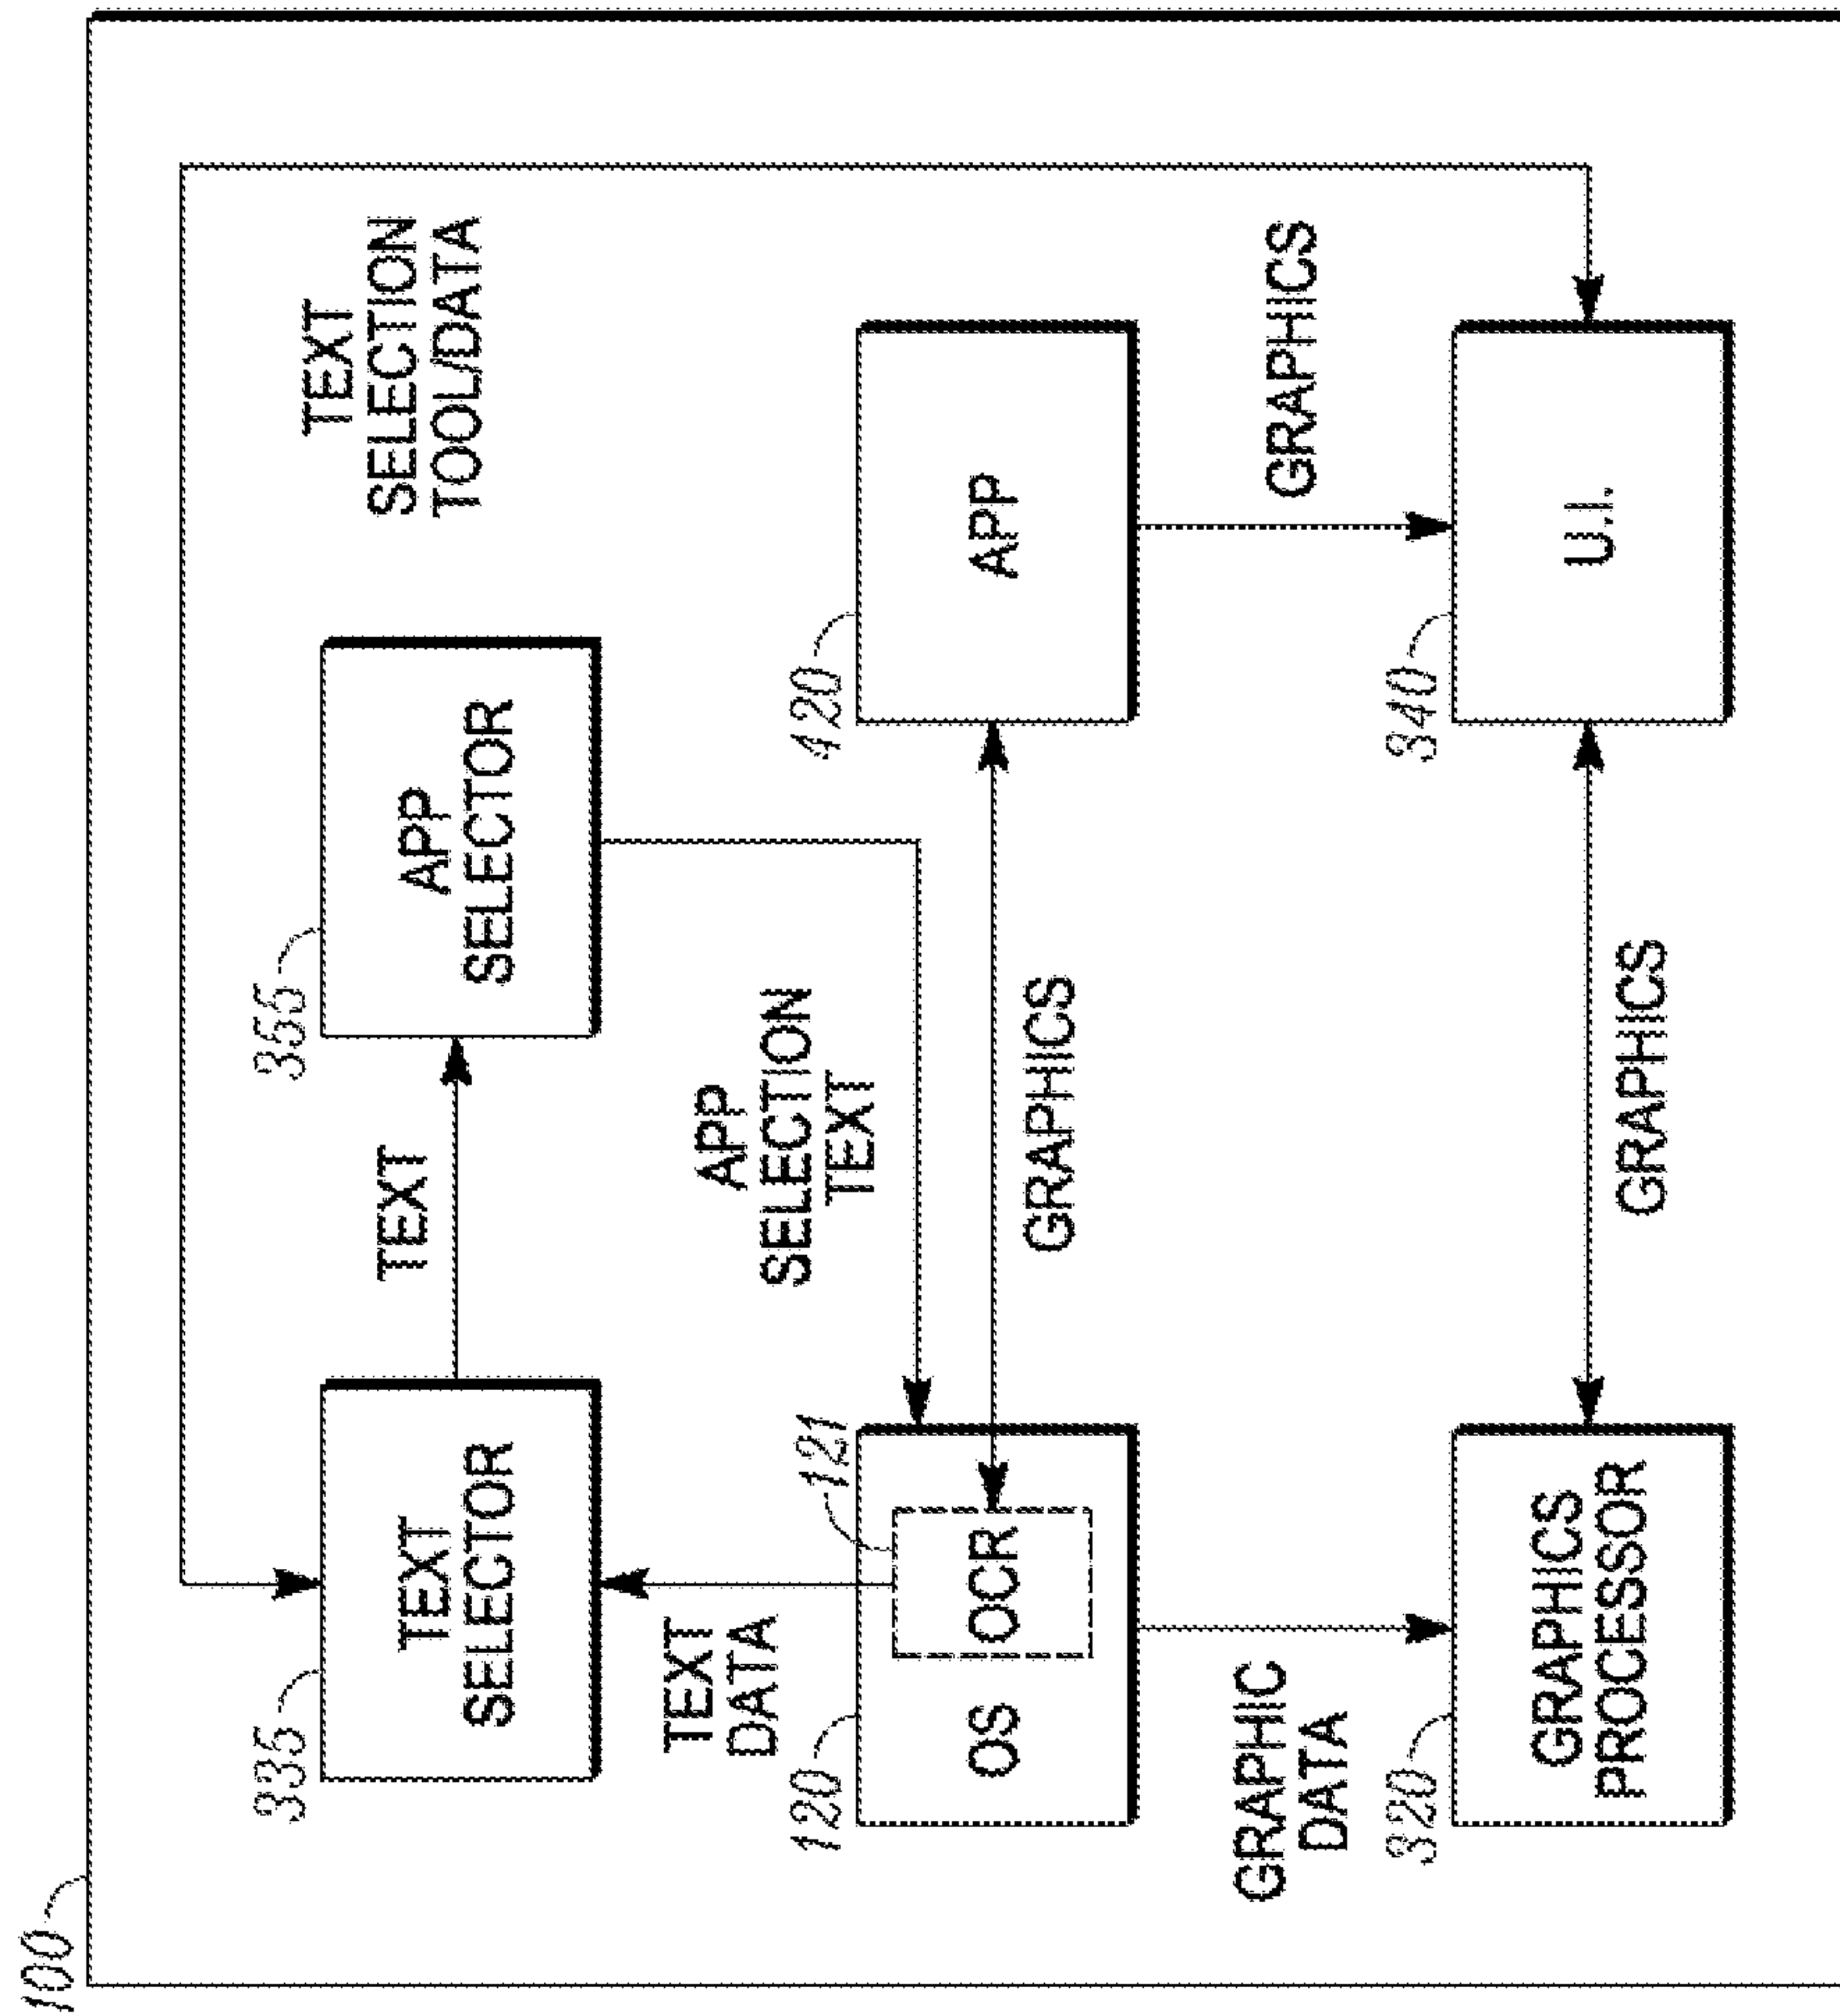 100
TEXT
SELECTION
TOOL/DATA
335
TEXT
SELECTOR
TEXT
355
APP
SELECTOR
TEXT
DATA
APP
SELECTION
TEXT
120
OS
121
OCR
GRAPHICS
420
APP
GRAPHIC
DATA
GRAPHICS
320
GRAPHICS
PROCESSOR
GRAPHICS
340
U.I.